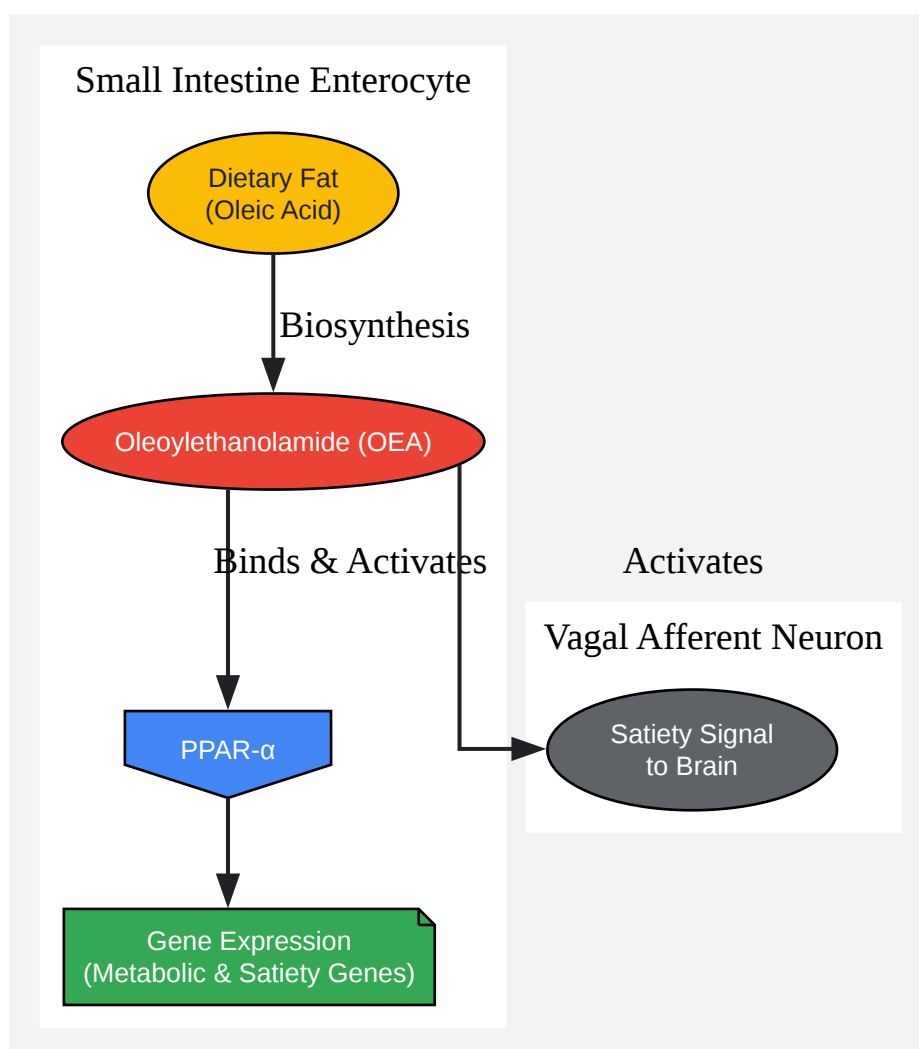 Small Intestine Enterocyte
Dietary Fat
(Oleic Acid)
Biosynthesis
Oleoylethanolamide (OEA)
Binds & Activates
Activates
Vagal Afferent Neuron
PPAR-α
Satiety Signal
to Brain
Gene Expression
(Metabolic & Satiety Genes)